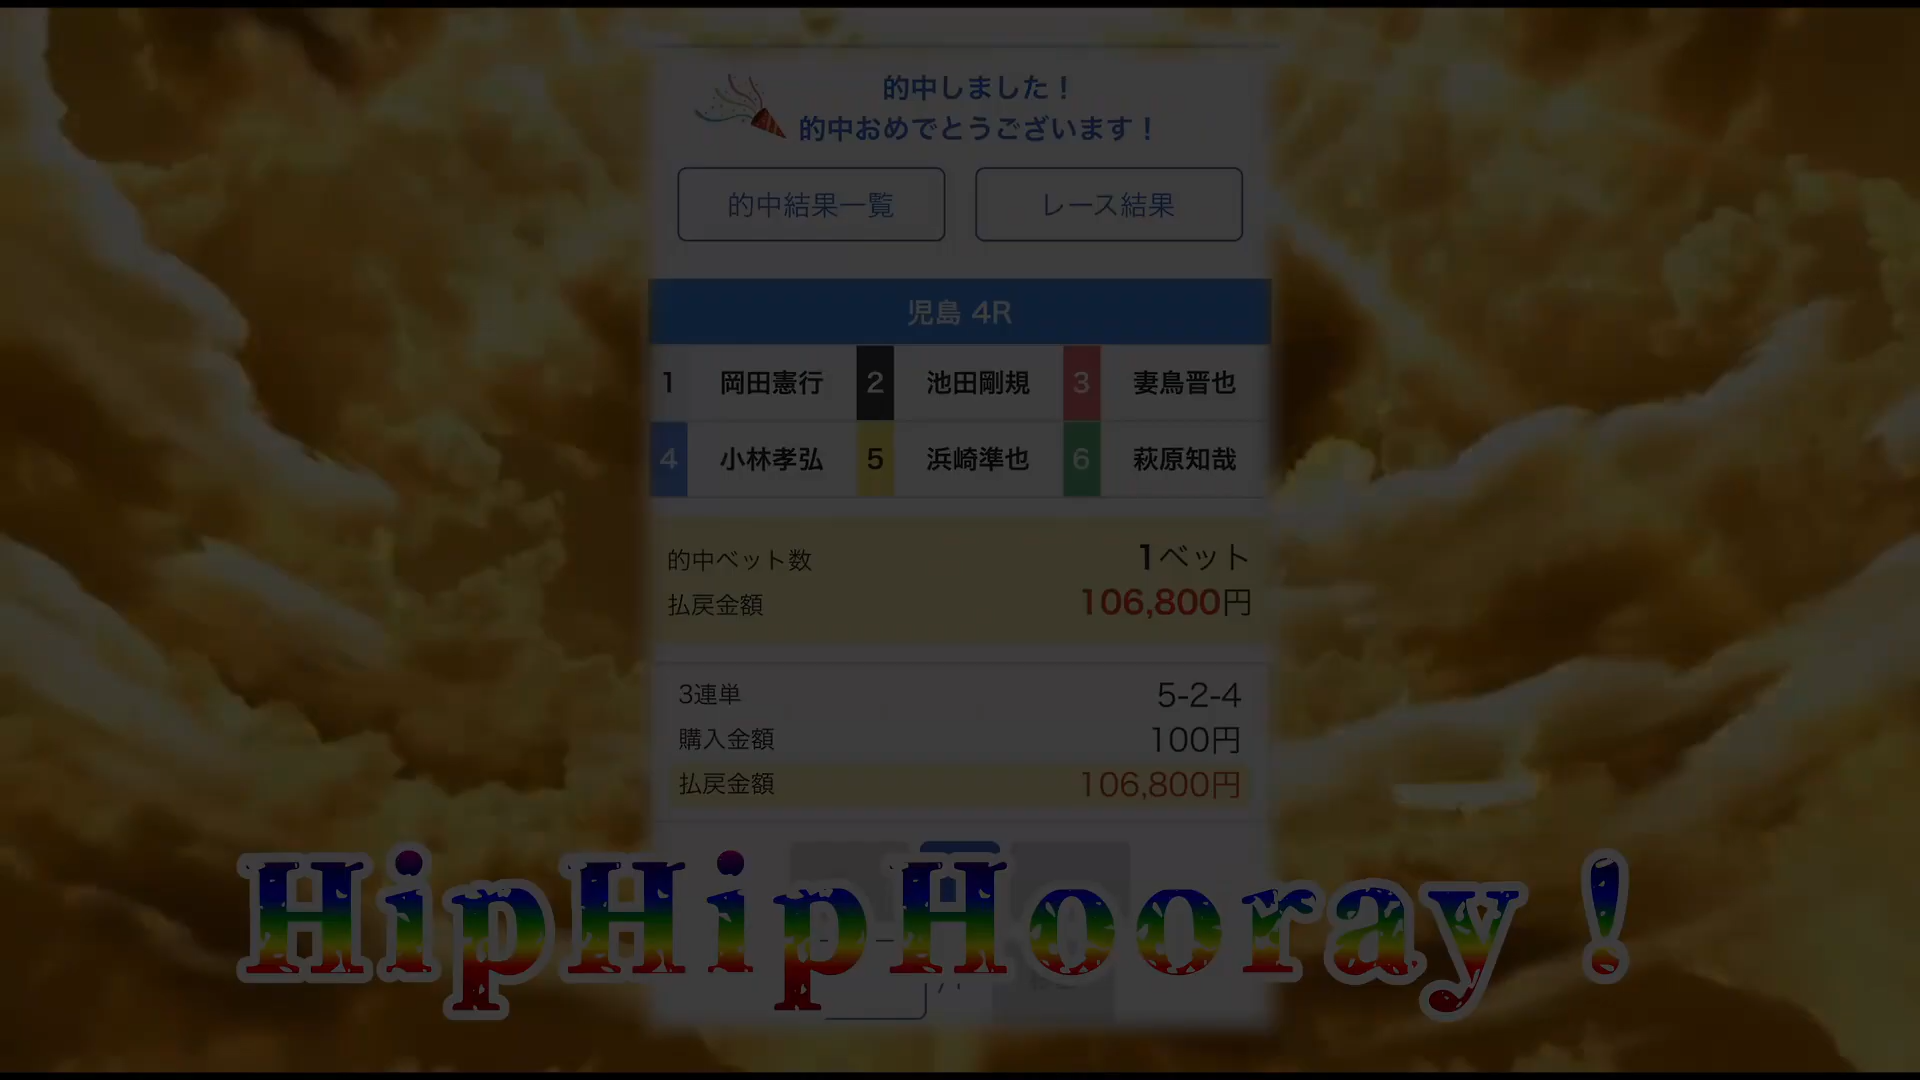 的中しました！
的中おめでとうございます！
的中結果一覧 レース結果
児島 4R
1 岡田憲行 2 池田剛規 3 妻鳥晋也
4 小林孝弘 5 浜崎準也 6 萩原知哉
的中ベット数 1ベット
払戻金額 106,800円
3連単 5-2-4
購入金額 100円
払戻金額 106,800円
HipHipHooray！